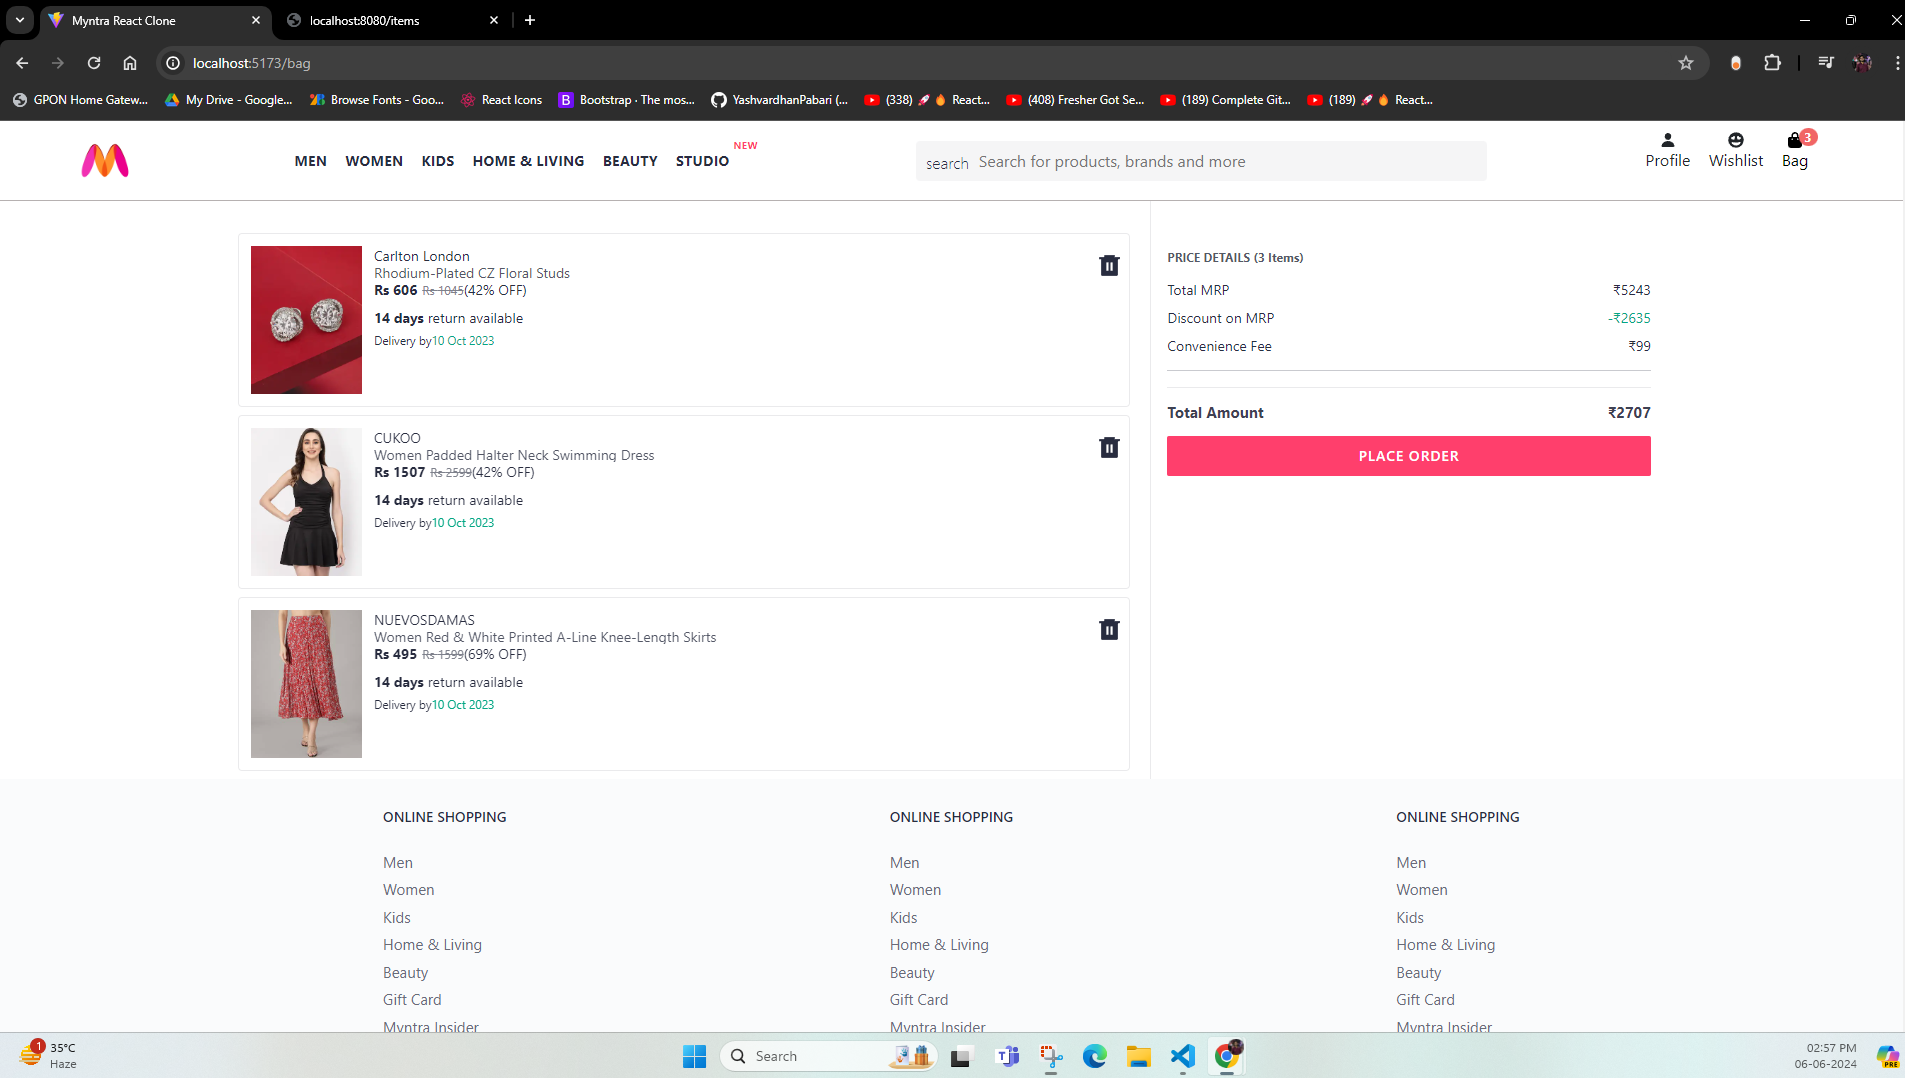 Myntra React Clone
localhost:8080/items
localhost:5173/bag
GPON Home Gatew...
My Drive - Google...
Browse Fonts - Goo...
React Icons
Bootstrap · The mos...
YashvardhanPabari (...
(338) 🚀🔥 React...
(408) Fresher Got Se...
(189) Complete Git...
(189) 🚀🔥 React...
MEN WOMEN KIDS HOME & LIVING BEAUTY STUDIO NEW
search Search for products, brands and more
Profile Wishlist Bag 3
Carlton London
Rhodium-Plated CZ Floral Studs
Rs 606 Rs 1045(42% OFF)
14 days return available
Delivery by10 Oct 2023
CUKOO
Women Padded Halter Neck Swimming Dress
Rs 1507 Rs 2599(42% OFF)
14 days return available
Delivery by10 Oct 2023
NUEVOSDAMAS
Women Red & White Printed A-Line Knee-Length Skirts
Rs 495 Rs 1599(69% OFF)
14 days return available
Delivery by10 Oct 2023
PRICE DETAILS (3 Items)
Total MRP ₹5243
Discount on MRP -₹2635
Convenience Fee ₹99
Total Amount ₹2707
PLACE ORDER
ONLINE SHOPPING
Men
Women
Kids
Home & Living
Beauty
Gift Card
Myntra Insider
ONLINE SHOPPING
Men
Women
Kids
Home & Living
Beauty
Gift Card
Myntra Insider
ONLINE SHOPPING
Men
Women
Kids
Home & Living
Beauty
Gift Card
Myntra Insider
1
35°C
Haze
Search
02:57 PM
06-06-2024
PRE